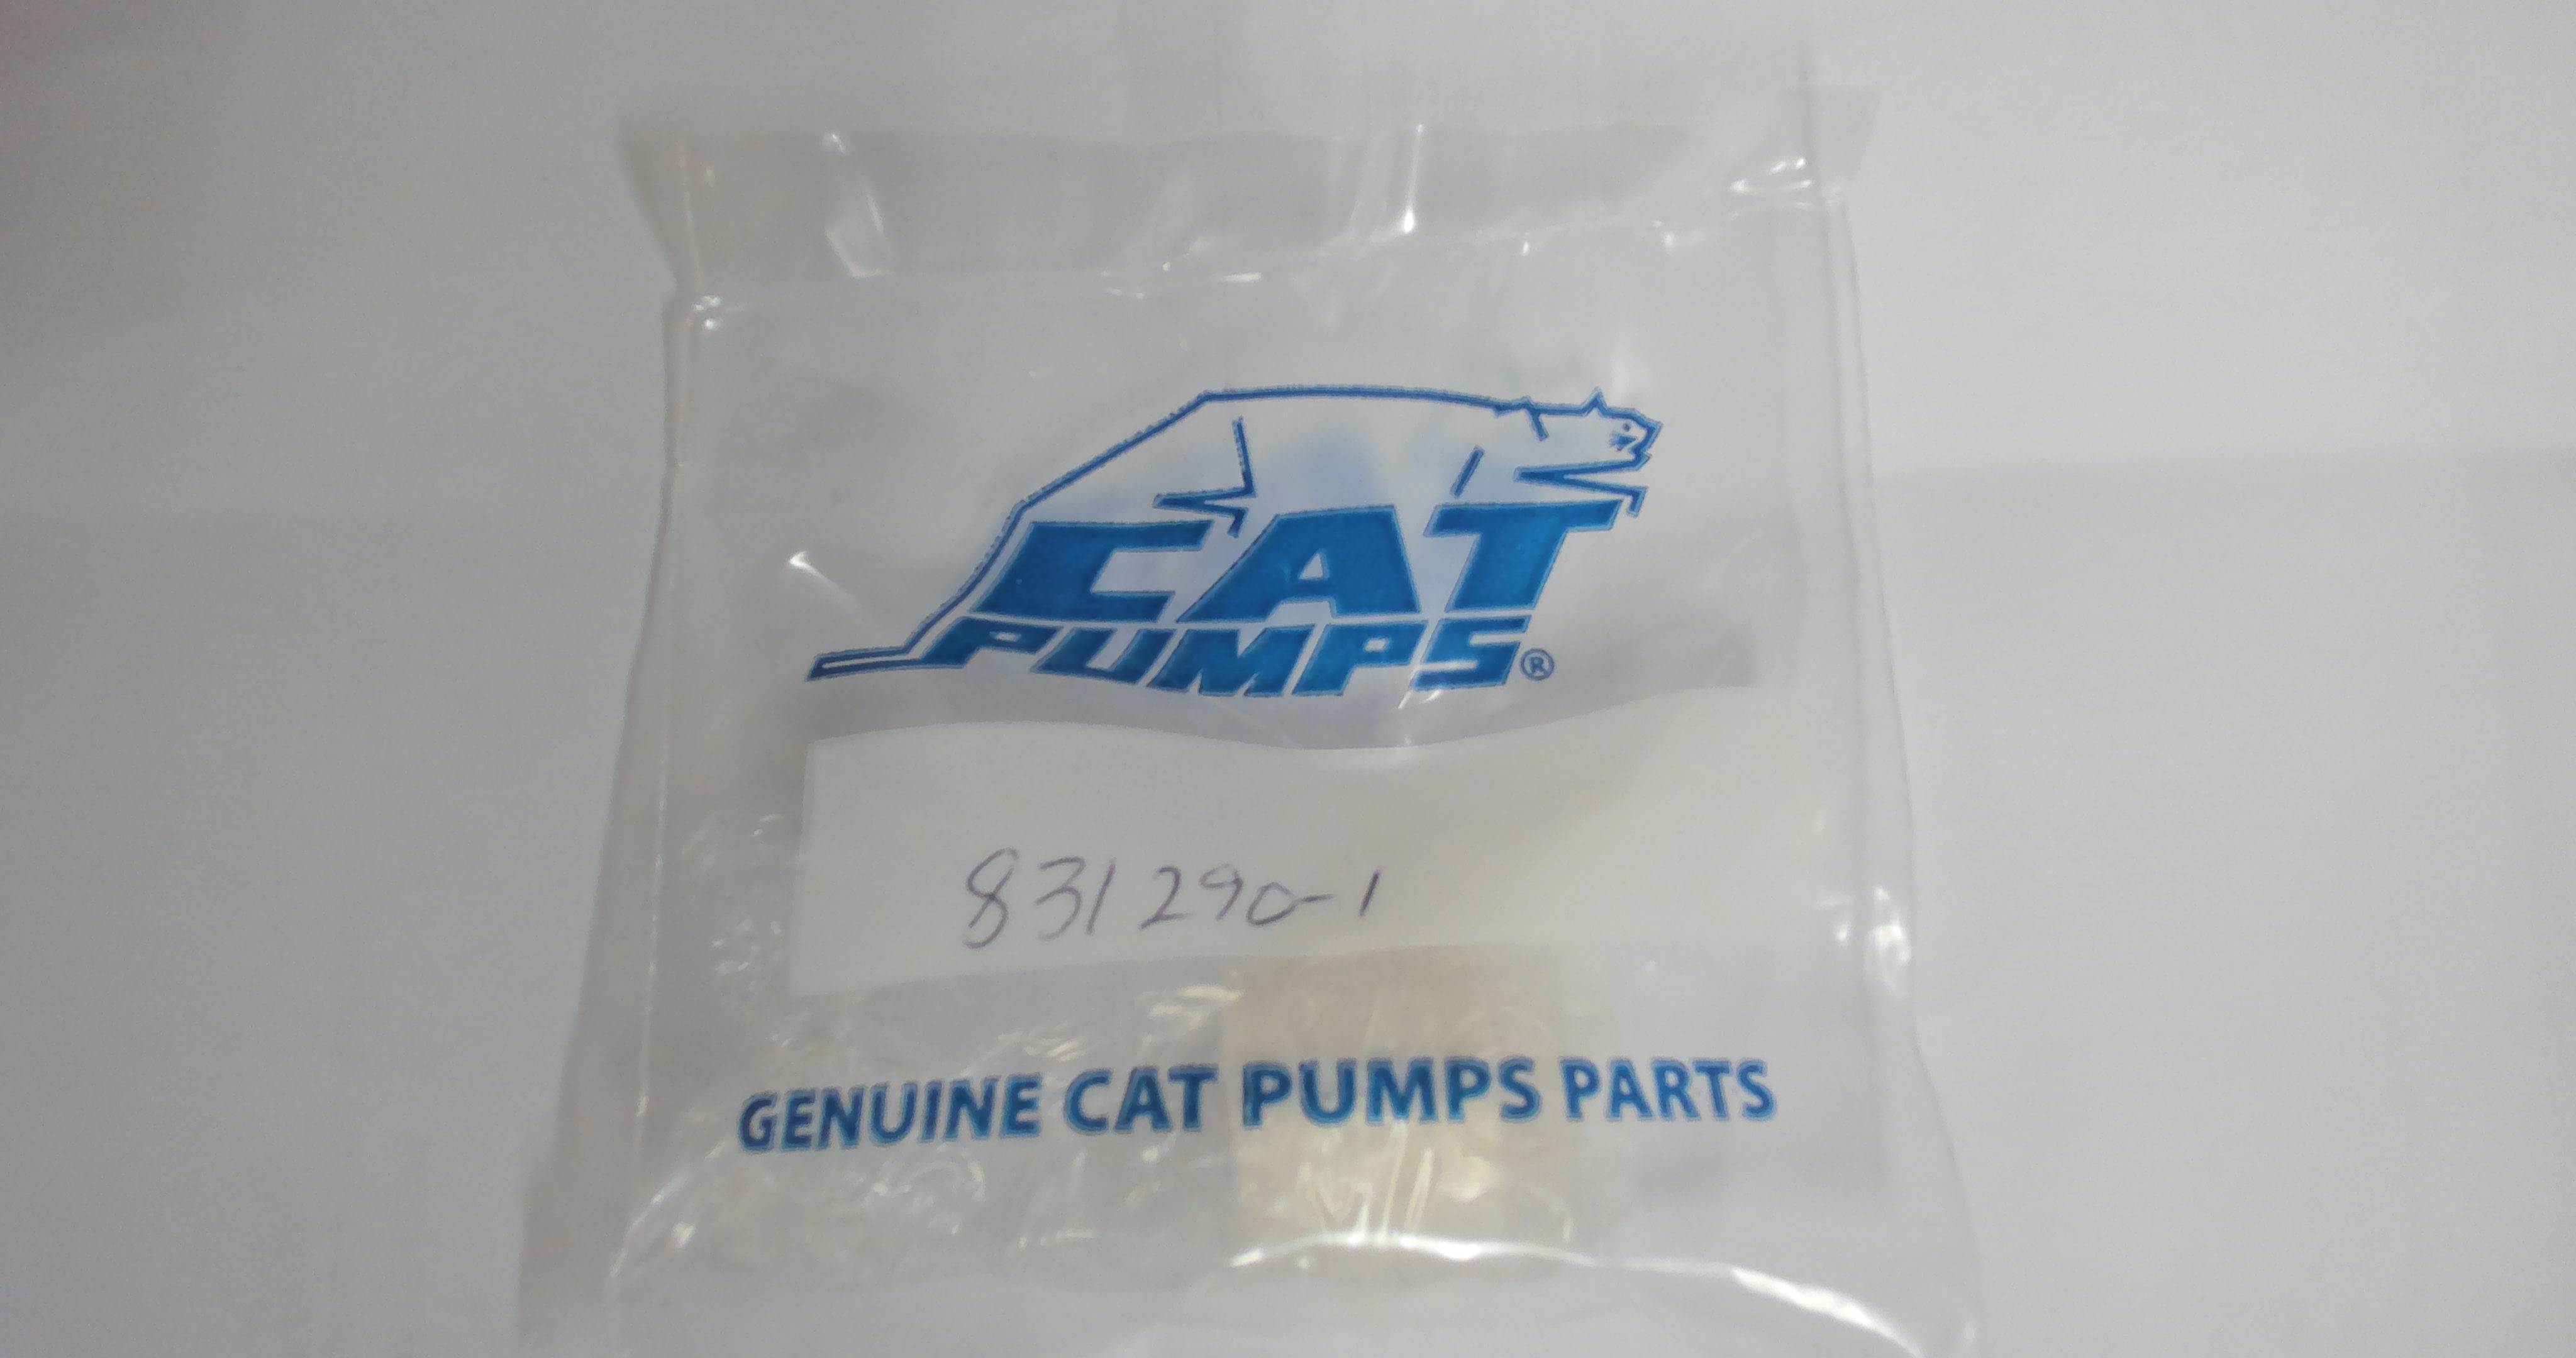 CAT
PUMPS®
831290-1
GENUINE CAT PUMPS PARTS